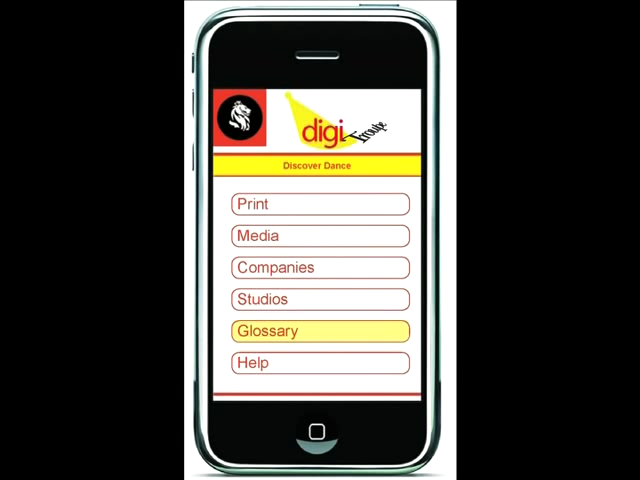 digi
Troupe
Discover Dance
Print
Media
Companies
Studios
Glossary
Help